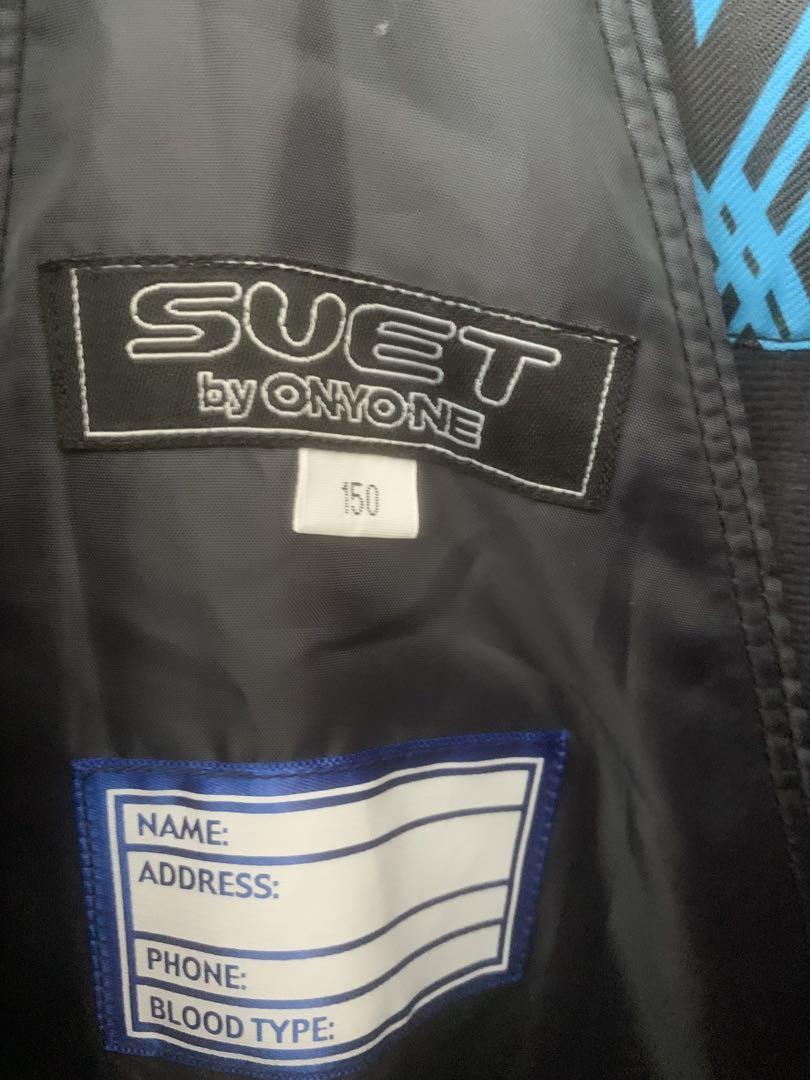 SUET
by ONYONE
150
NAME:
ADDRESS:
PHONE:
BLOOD TYPE: